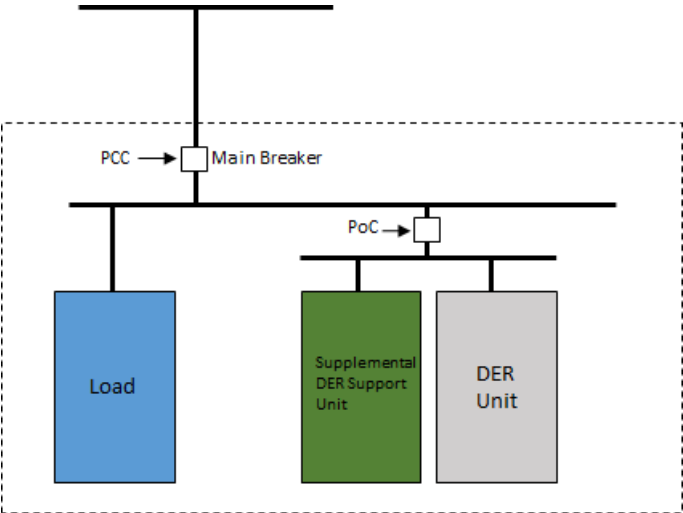 PCC
Main Breaker
PoC
Load
Supplemental
DER Support
Unit
DER
Unit